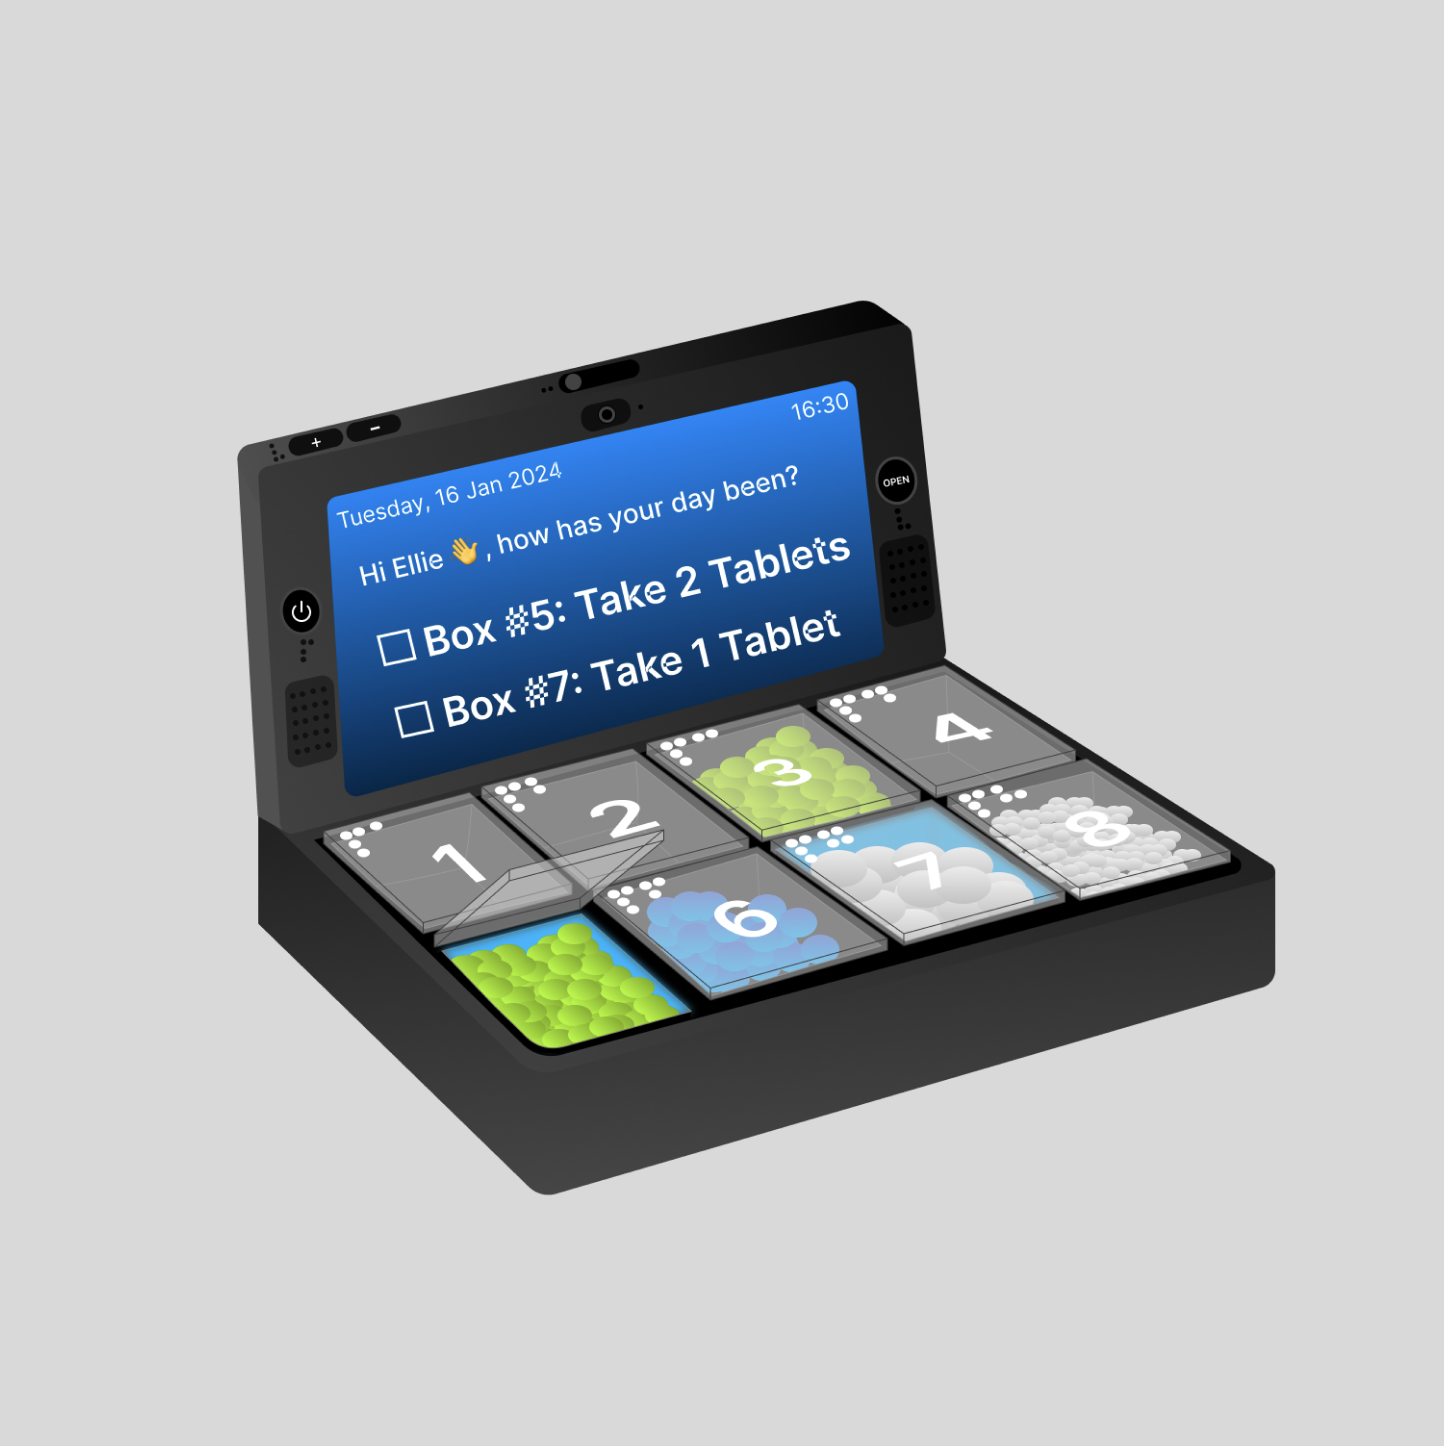 + -
16:30
Tuesday, 16 Jan 2024
OPEN
Hi Ellie 👋, how has your day been?
☐ Box #5: Take 2 Tablets
☐ Box #7: Take 1 Tablet
1 2 3 4
6 7 8